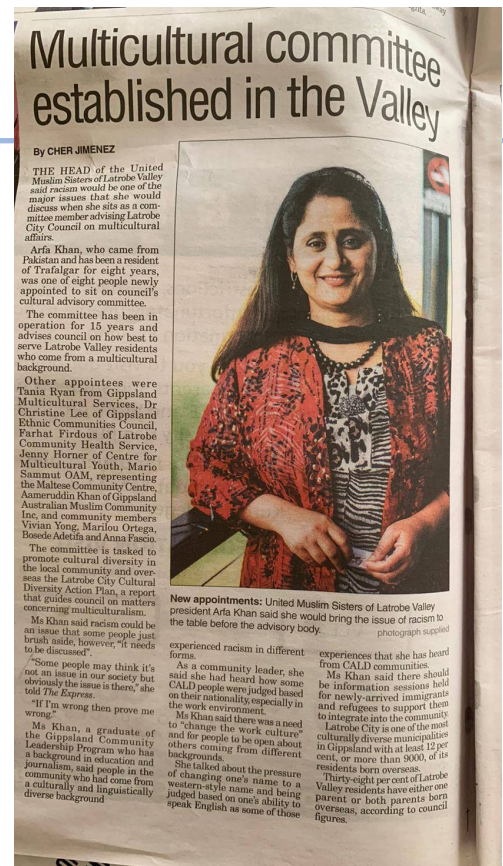 Multicultural committee
established in the Valley
By CHER JIMENEZ
THE HEAD of the United
Muslim Sisters of Latrobe Valley
said racism would be one of the
major issues that she would
discuss when she sits as a com-
mittee member advising Latrobe
City Council on multicultural
affairs.
Arfa Khan, who came from
Pakistan and has been a resident
of Trafalgar for eight years,
was one of eight people newly
appointed to sit on council's
cultural advisory committee.
The committee has been in
operation for 15 years and
advises council on how best to
serve Latrobe Valley residents
who come from a multicultural
background.
Other appointees were
Tania Ryan from Gippsland
Multicultural Services, Dr
Christine Lee of Gippsland
Ethnic Communities Council,
Farhat Firdous of Latrobe
Community Health Service,
Jenny Horner of Centre for
Multicultural Youth, Mario
Sammut OAM, representing
the Maltese Community Centre,
Aameruddin Khan of Gippsland
Australian Muslim Community
Inc, and community members
Vivian Yong, Marilou Ortega,
Bosede Adetifa and Anna Fascio.
The committee is tasked to
promote cultural diversity in
the local community and over-
seas the Latrobe City Cultural
Diversity Action Plan, a report
that guides council on matters
concerning multiculturalism.
Ms Khan said racism could be
an issue that some people just
brush aside, however, "it needs
to be discussed".
"Some people may think it's
not an issue in our society but
obviously the issue is there," she
told The Express.
"If I'm wrong then prove me
wrong."
Ms Khan, a graduate of
the Gippsland Community
Leadership Program who has
a background in education and
journalism, said people in the
community who had come from
a culturally and linguistically
diverse background
New appointments: United Muslim Sisters of Latrobe Valley
president Arfa Khan said she would bring the issue of racism to
the table before the advisory body.
photograph supplied
experienced racism in different
forms.
As a community leader, she
said she had heard how some
CALD people were judged based
on their nationality, especially in
the work environment.
Ms Khan said there was a need
to "change the work culture"
and for people to be open about
others coming from different
backgrounds.
She talked about the pressure
of changing one's name to a
western-style name and being
judged based on one's ability to
speak English as some of those
experiences that she has heard
from CALD communities.
Ms Khan said there should
be information sessions held
for newly-arrived immigrants
and refugees to support them
to integrate into the community.
Latrobe City is one of the most
culturally diverse municipalities
in Gippsland with at least 12 per
cent, or more than 9000, of its
residents born overseas.
Thirty-eight per cent of Latrobe
Valley residents have either one
parent or both parents born
overseas, according to council
figures.